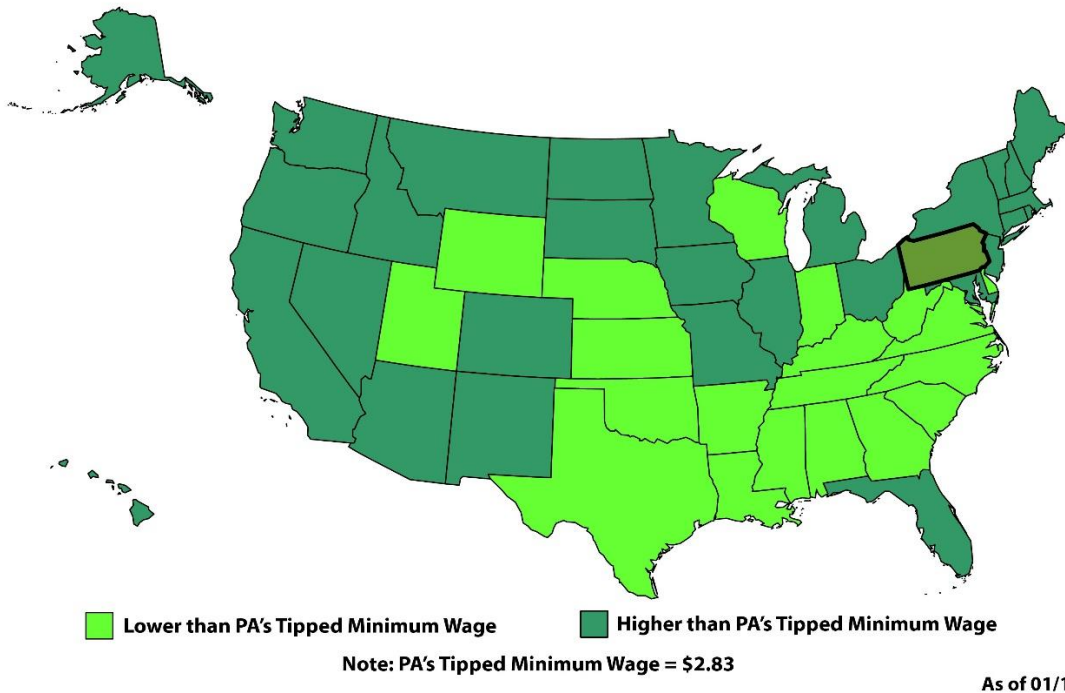 Lower than PA's Tipped Minimum Wage
Higher than PA's Tipped Minimum Wage
Note: PA's Tipped Minimum Wage = $2.83
As of 01/1